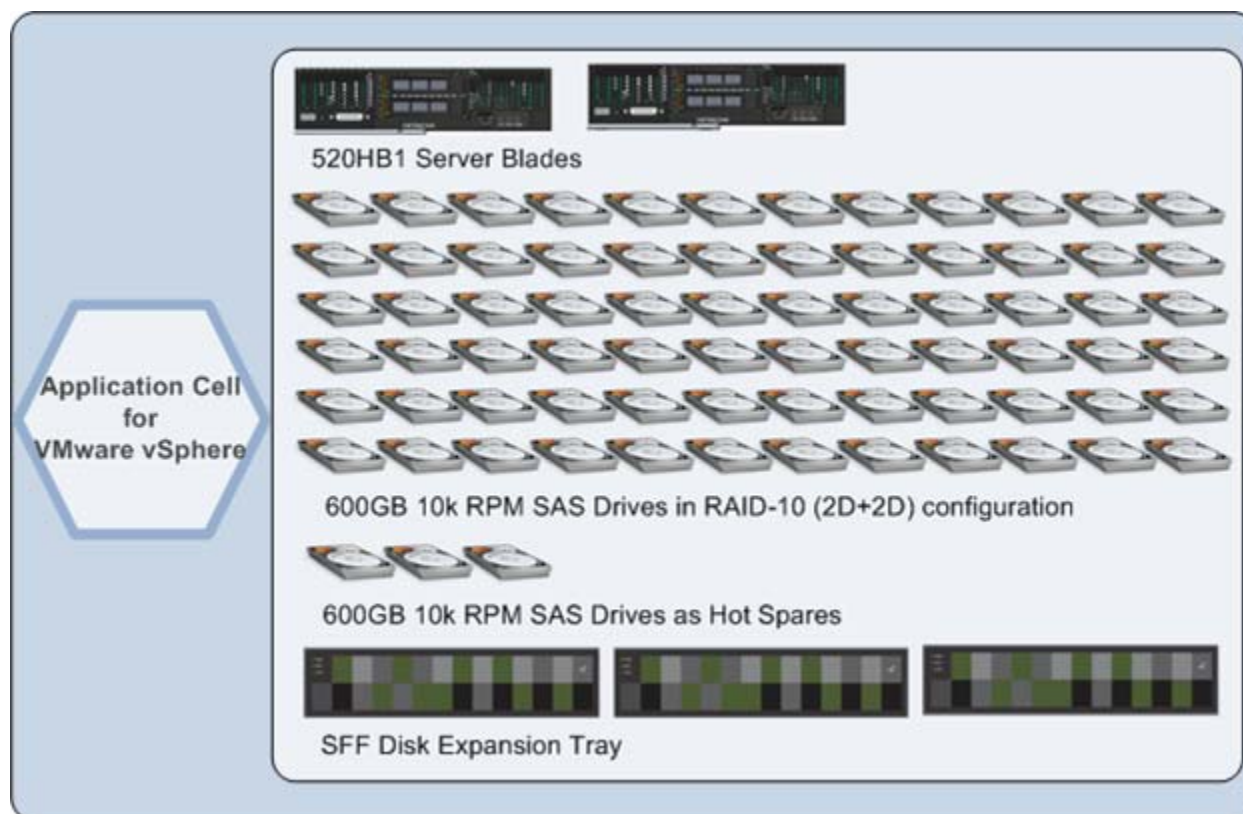 520HB1 Server Blades
Application Cell
for
VMware vSphere
600GB 10k RPM SAS Drives in RAID-10 (2D+2D) configuration
600GB 10k RPM SAS Drives as Hot Spares
SFF Disk Expansion Tray